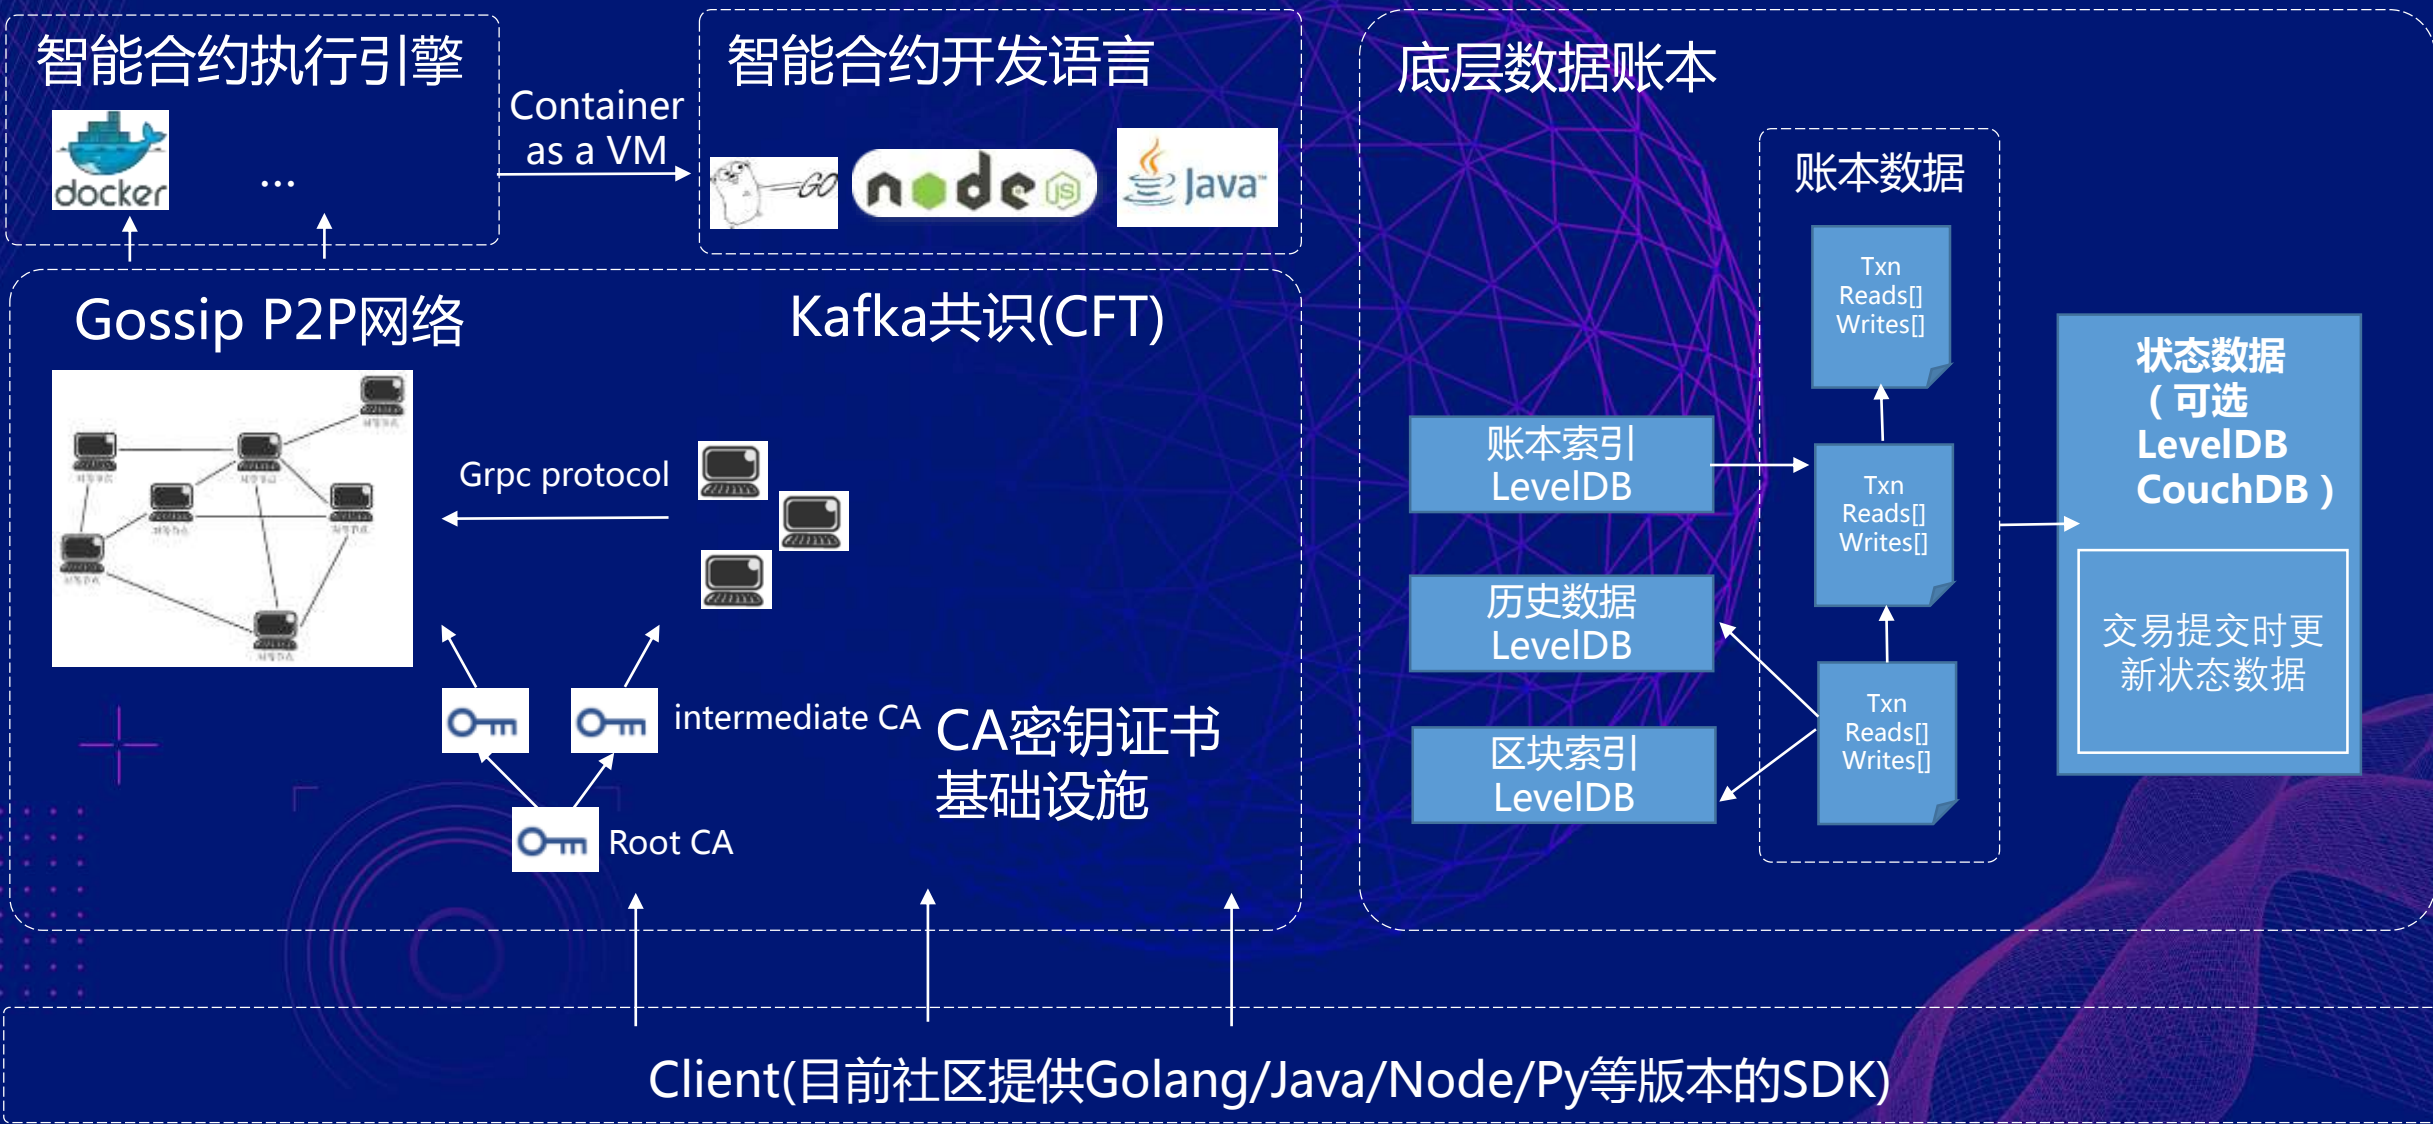 智能合约执行引擎
docker
...
Container
as a VM
智能合约开发语言
GO
node
JS
Java™
Gossip P2P网络
Kafka共识(CFT)
Grpc protocol
intermediate CA
Root CA
CA密钥证书
基础设施
底层数据账本
账本索引
LevelDB
历史数据
LevelDB
区块索引
LevelDB
账本数据
Txn
Reads[]
Writes[]
Txn
Reads[]
Writes[]
Txn
Reads[]
Writes[]
状态数据
（可选
LevelDB
CouchDB）
交易提交时更
新状态数据
Client(目前社区提供Golang/Java/Node/Py等版本的SDK)